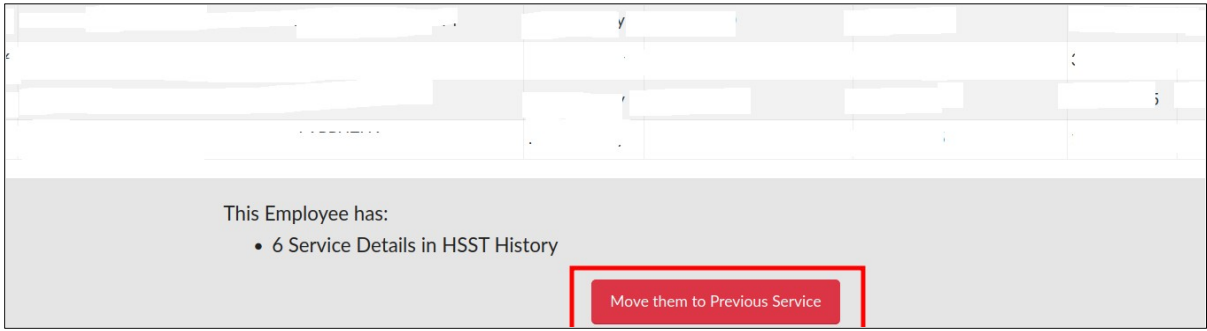 This Employee has:
• 6 Service Details in HSST History
Move them to Previous Service